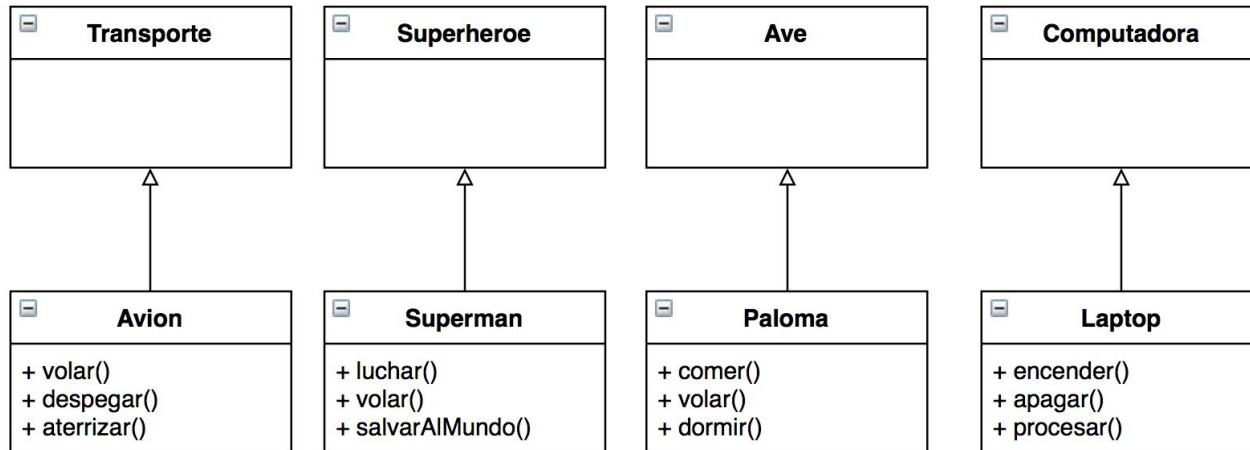 Transporte
Superheroe
Ave
Computadora
Avion
+ volar()
+ despegar()
+ aterrizar()
Superman
+ luchar()
+ volar()
+ salvarAlMundo()
Paloma
+ comer()
+ volar()
+ dormir()
Laptop
+ encender()
+ apagar()
+ procesar()